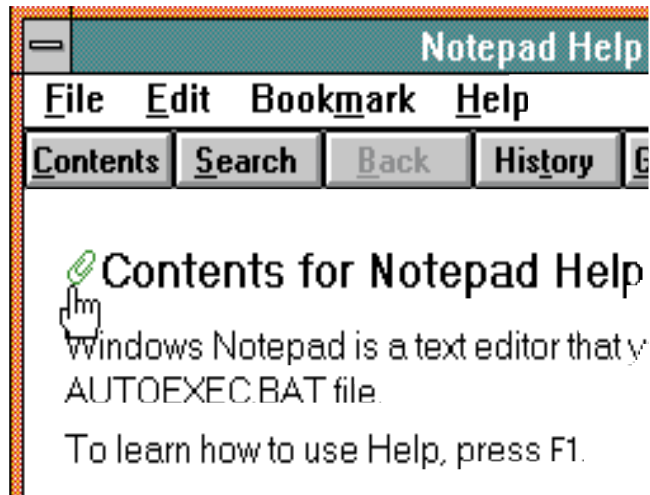 Notepad Help
File Edit Bookmark Help
Contents Search Back History
Contents for Notepad Help
Windows Notepad is a text editor that
AUTOEXEC.BAT file.
To learn how to use Help, press F1.